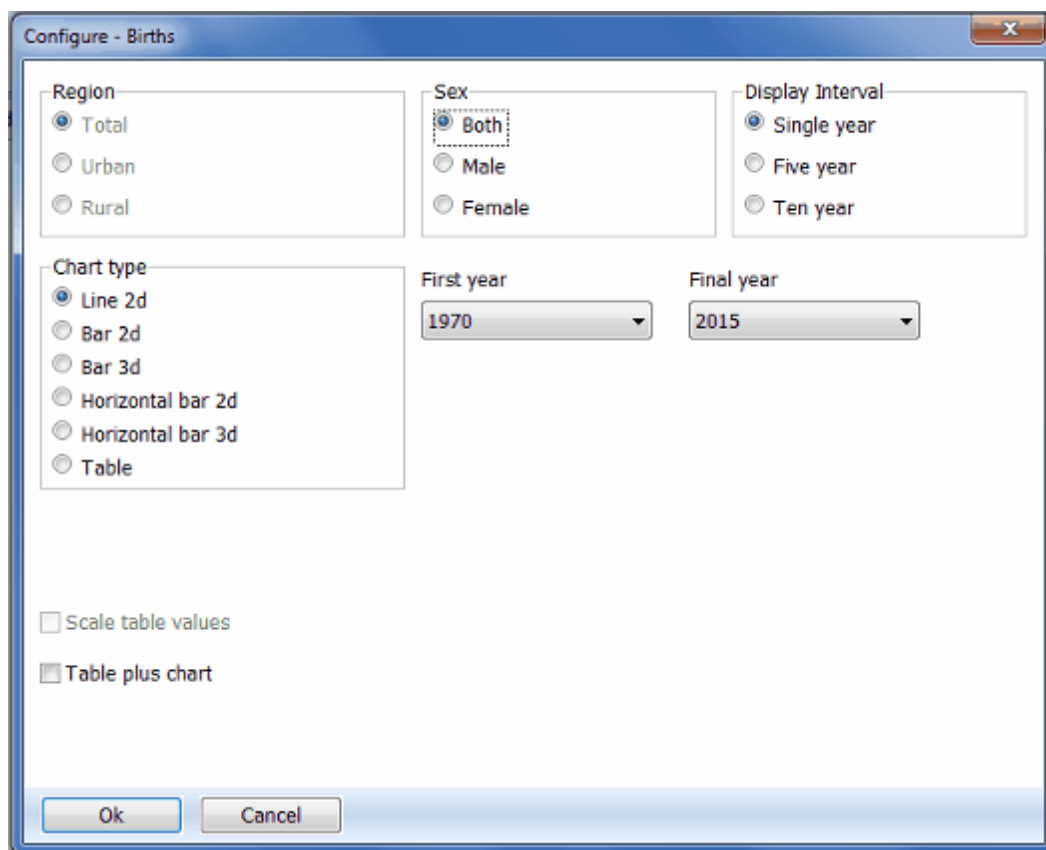 Configure - Births
Region
Total
Urban
Rural
Sex
Both
Male
Female
Display Interval
Single year
Five year
Ten year
Chart type
Line 2d
Bar 2d
Bar 3d
Horizontal bar 2d
Horizontal bar 3d
Table
First year
1970
Final year
2015
Scale table values
Table plus chart
Ok
Cancel